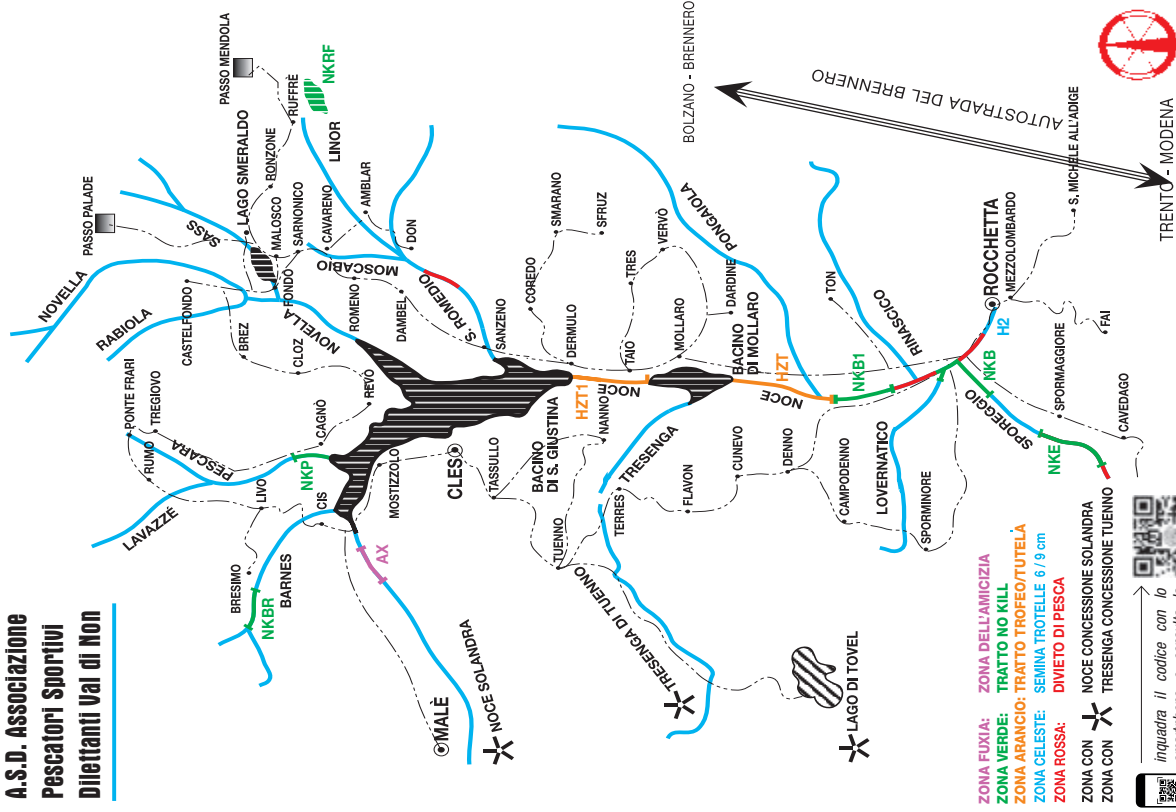 A.S.D. Associazione
Pescatori Sportivi
Dilettanti Val di Non
PASSO MENDOLA
RUFFRÈ
NKRF
LINOR
LAGO SMERALDO
RONZONE
PASSO PALADE
SASS
MALOSCO
SARNONICO
CAVARENO
AMBLAR
DON
MOSCABIO
NOVELLA
RABIOLA
CASTELFONDO
FONDO
BREZ
CLOZ
NOVELLA
ROMENO
DAMBEL
S. ROMEDIO
SANZENO
REVÒ
CAGNÒ
PONTE FRARI
TREGIOVO
RUMO
PESCARA
LAVAZZÈ
NKP
LIVO
CIS
BRESIMO
BARNES
NKBR
MOSTIZZOLO
AX
CLES
TASSULLO
BACINO
DI S. GIUSTINA
NOCE SOLANDRA
MALÈ
HZT1
NOCE
DERMULO
COREDO
SMARANO
SFRUZ
TAIO
TRES
VERVÒ
MOLLARO
DARDINE
BACINO
DI MOLLARO
NANNO
TUENNO
TRESENGA
TERRES
FLAVON
CUNEVO
DENNO
TRESENGA DI TUENNO
LAGO DI TOVEL
NOCE
HZT
PONGAIOLA
NKB1
TON
RINASCICO
CAMPODENNO
LOVERNATICO
SPORMINORE
NKB
H2
ROCCHETTA
MEZZOLOMBARDO
S. MICHELE ALL'ADIGE
FAI
SPOREGGIO
SPORMAGGIORE
NKE
CAVEDAGO
BOLZANO - BRENNERO
AUTOSTRADA DEL BRENNERO
TRENTO - MODENA
ZONA FUXIA: ZONA DELL'AMICIZIA
ZONA VERDE: TRATTO NO KILL
ZONA ARANCIO: TRATTO TROFEO/TUTELA
ZONA CELESTE: SEMINA TROTELLE 6 / 9 cm
ZONA ROSSA: DIVIETO DI PESCA
ZONA CON NOCE CONCESSIONE SOLANDRA
ZONA CON TRESENGA CONCESSIONE TUENNO
inquadra il codice con lo